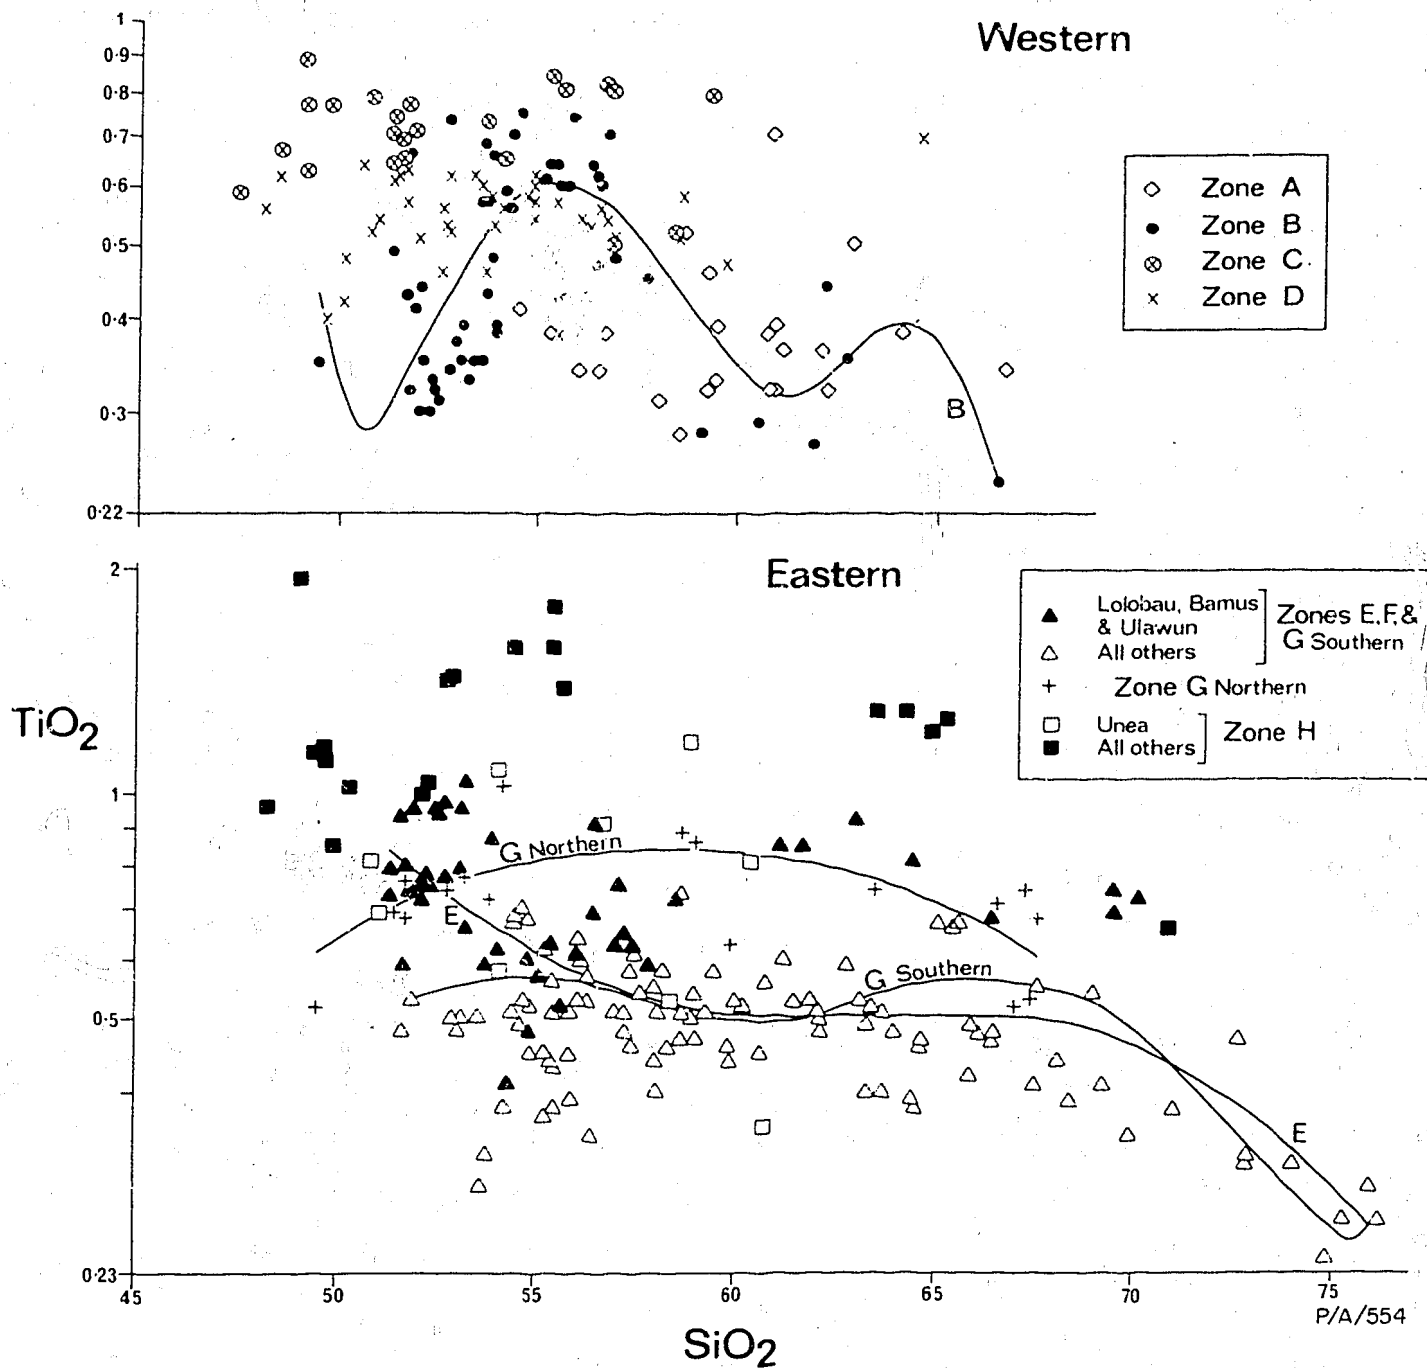 Western
1
0·9
0·8
0·7
0·6
0·5
0·4
0·3
0·22
Zone A
Zone B
Zone C
Zone D
B
Eastern
2
1
0·5
0·23
TiO2
Lolobau, Bamus
& Ulawun
All others
Zones E,F,&
G Southern
Zone G Northern
Unea
All others
Zone H
G Northern
E
G Southern
E
45
50
55
60
65
70
75
P/A/554
SiO2